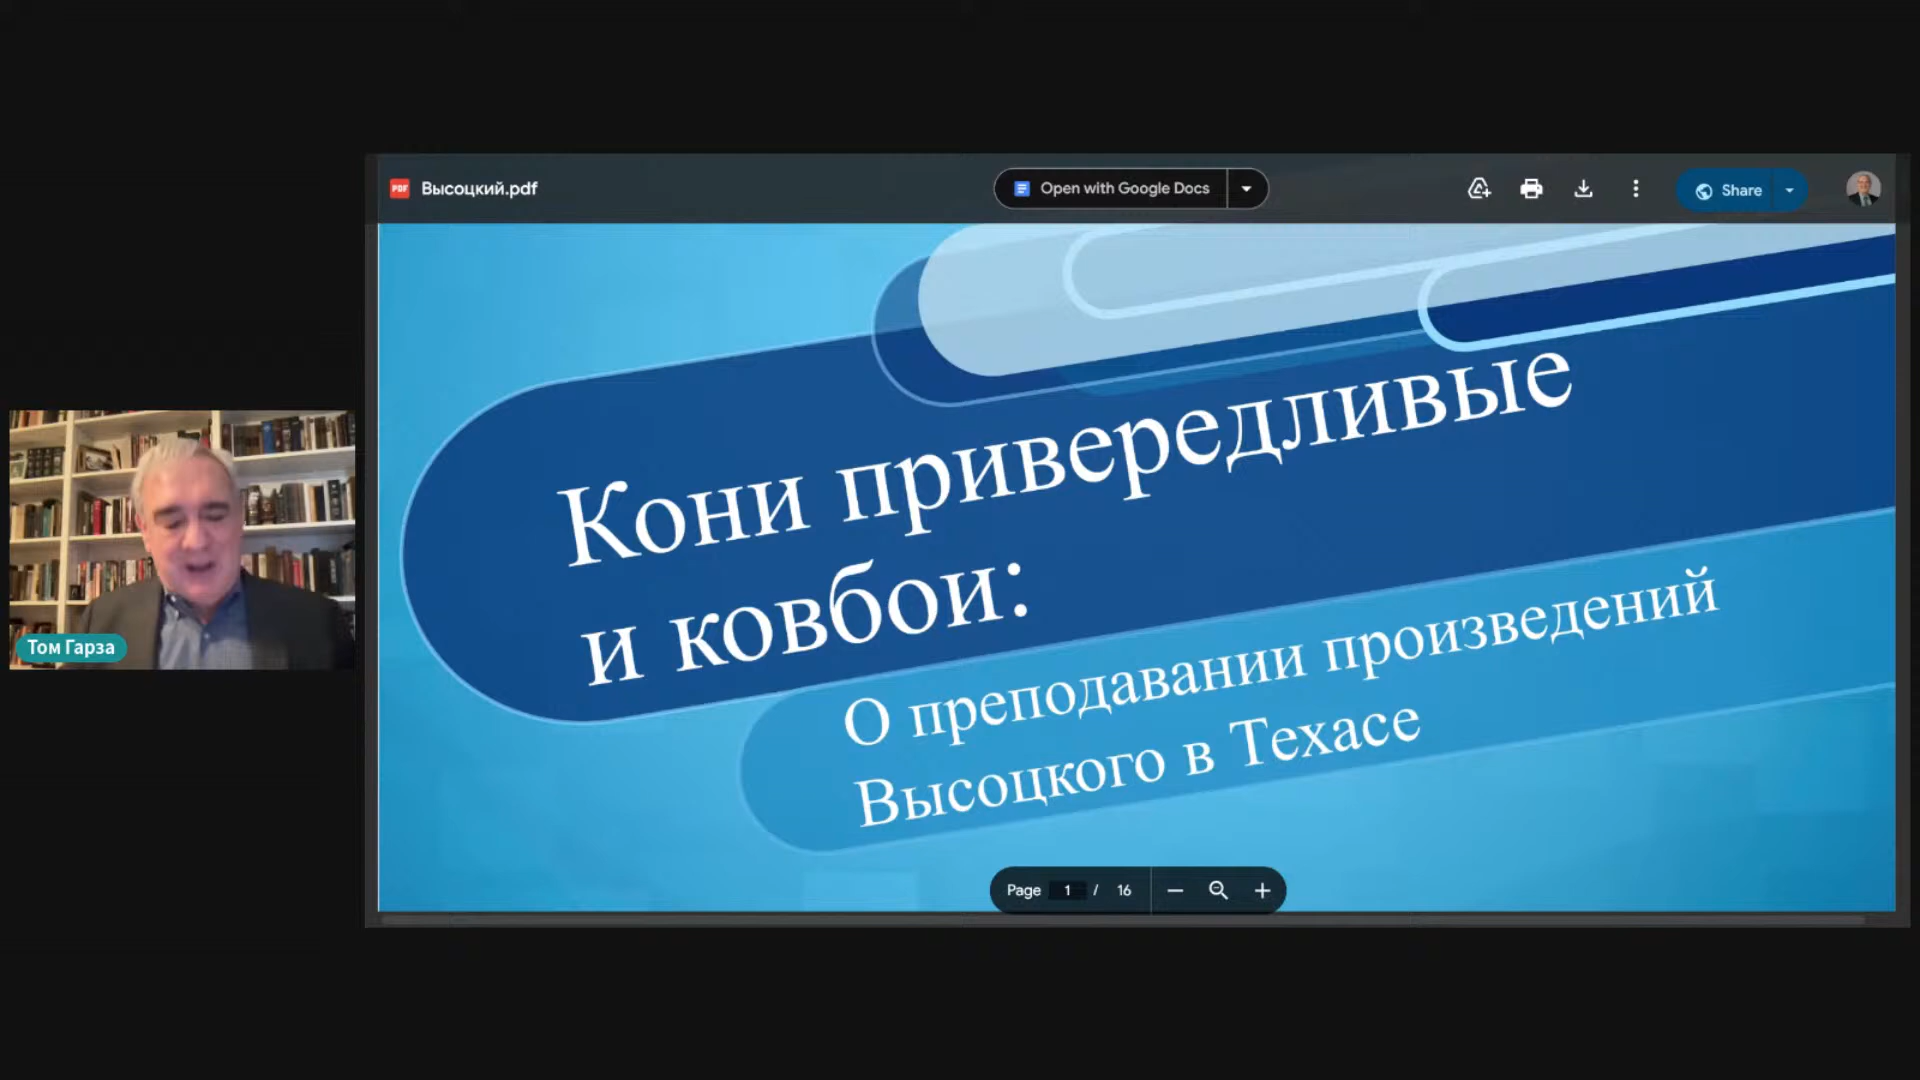 Высоцкий.pdf
Open with Google Docs
Share
Кони привередливые
и ковбои:
О преподавании произведений
Высоцкого в Техасе
Том Гарза
Page 1 / 16